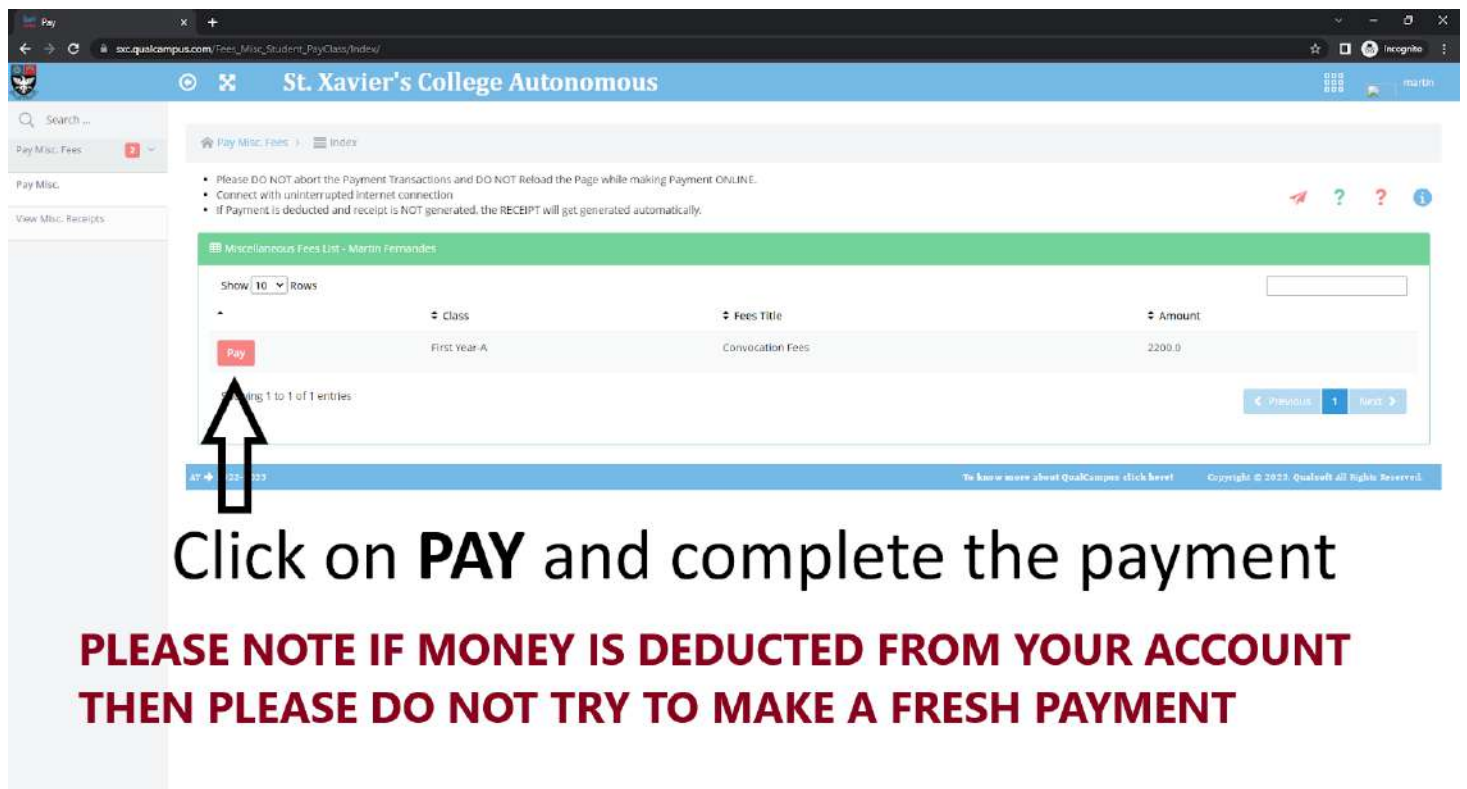 Pay
sxc.qualcampus.com/Fees_Misc_Student_PayClass/Index/
Incognito
St. Xavier's College Autonomous
martin
Search ...
Pay Misc. Fees 2
Pay Misc.
View Misc. Receipts
Pay Misc. Fees > Index
• Please DO NOT abort the Payment Transactions and DO NOT Reload the Page while making Payment ONLINE.
• Connect with uninterrupted internet connection
• If Payment is deducted and receipt is NOT generated, the RECEIPT will get generated automatically.
Miscellaneous Fees List - Martin Fernandes
Show 10 Rows
Class Fees Title Amount
Pay First Year-A Convocation Fees 2200.0
1 to 1 of 1 entries
Previous 1 Next
To know more about QualCampus click here! Copyright © 2023. Qualsoft All Rights Reserved.
Click on PAY and complete the payment
PLEASE NOTE IF MONEY IS DEDUCTED FROM YOUR ACCOUNT
THEN PLEASE DO NOT TRY TO MAKE A FRESH PAYMENT